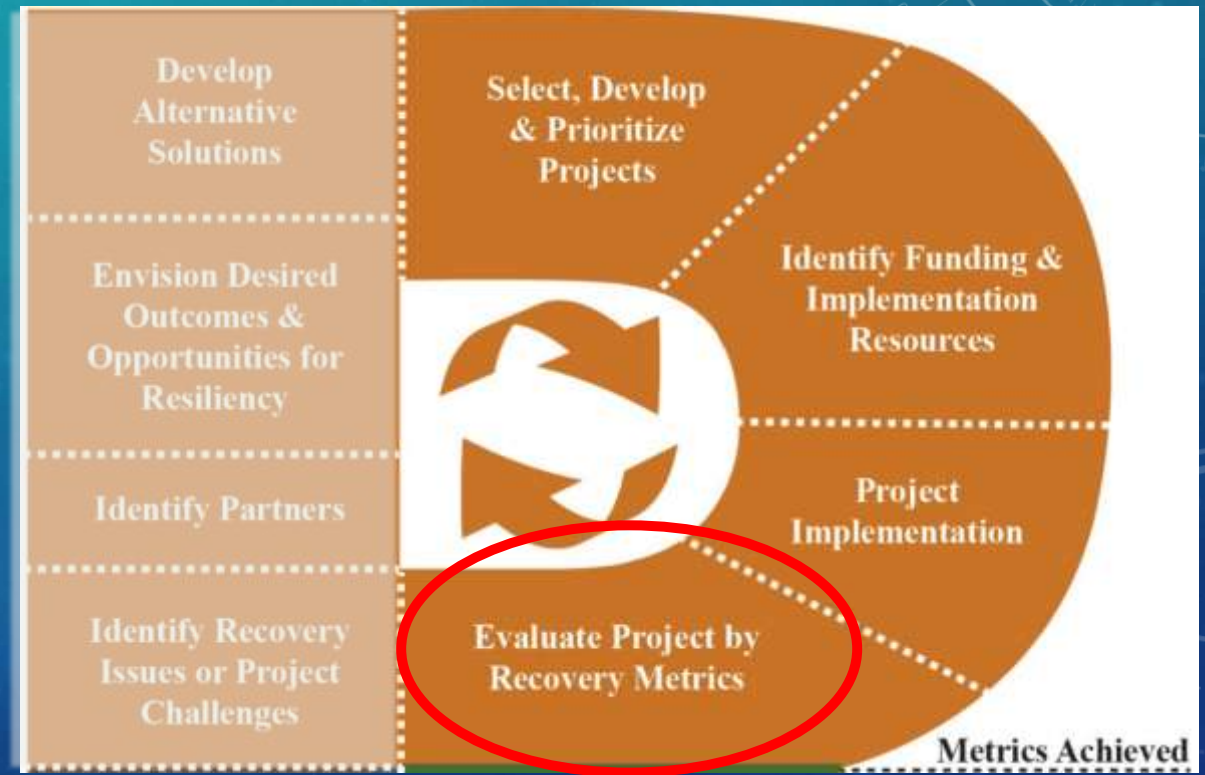 Develop
Alternative
Solutions
Envision Desired
Outcomes &
Opportunities for
Resiliency
Identify Partners
Identify Recovery
Issues or Project
Challenges
Select, Develop
& Prioritize
Projects
Identify Funding &
Implementation
Resources
Project
Implementation
Evaluate Project by
Recovery Metrics
Metrics Achieved